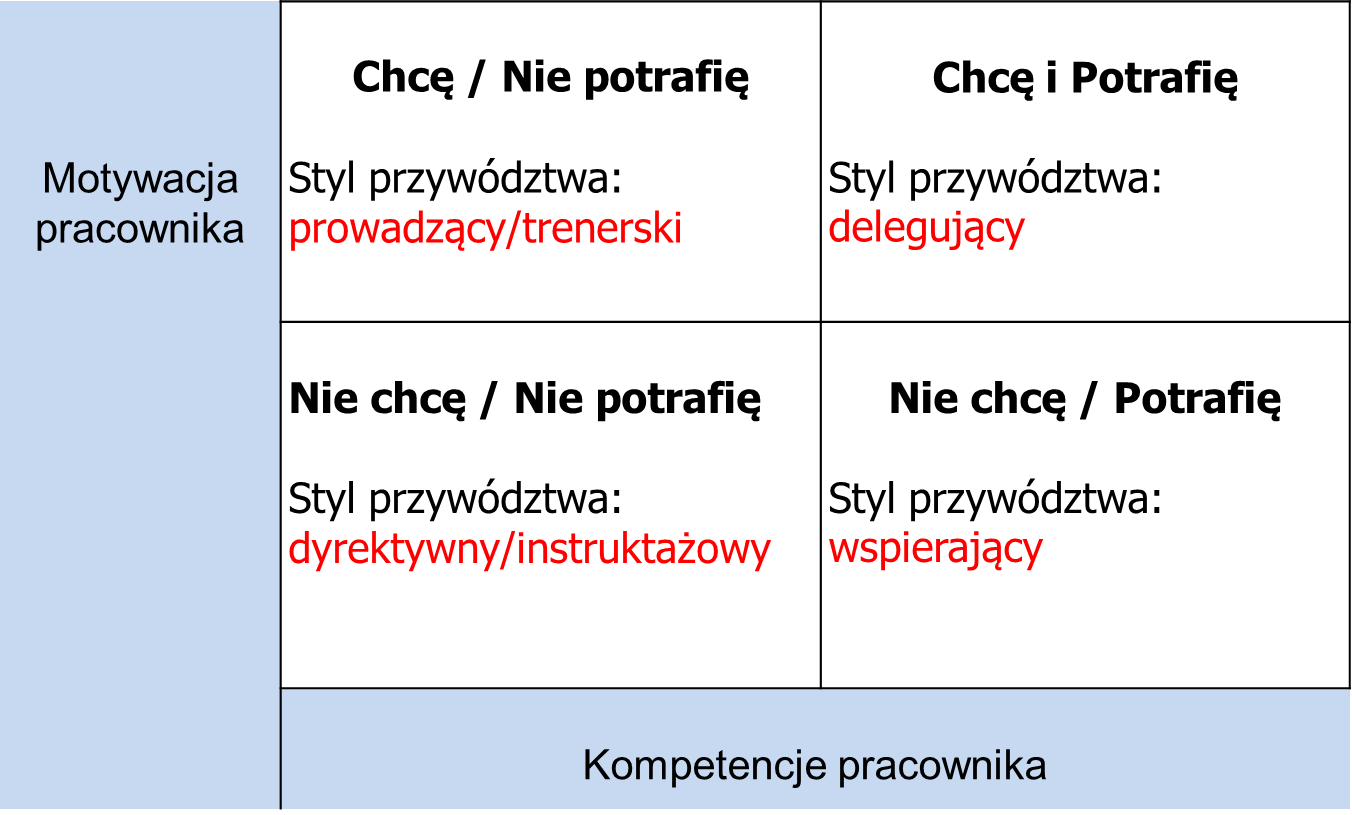 Motywacja
pracownika
Chcę / Nie potrafię
Styl przywództwa:
prowadzący/trenerski
Chcę i Potrafię
Styl przywództwa:
delegujący
Nie chcę / Nie potrafię
Styl przywództwa:
dyrektywny/instruktażowy
Nie chcę / Potrafię
Styl przywództwa:
wspierający
Kompetencje pracownika